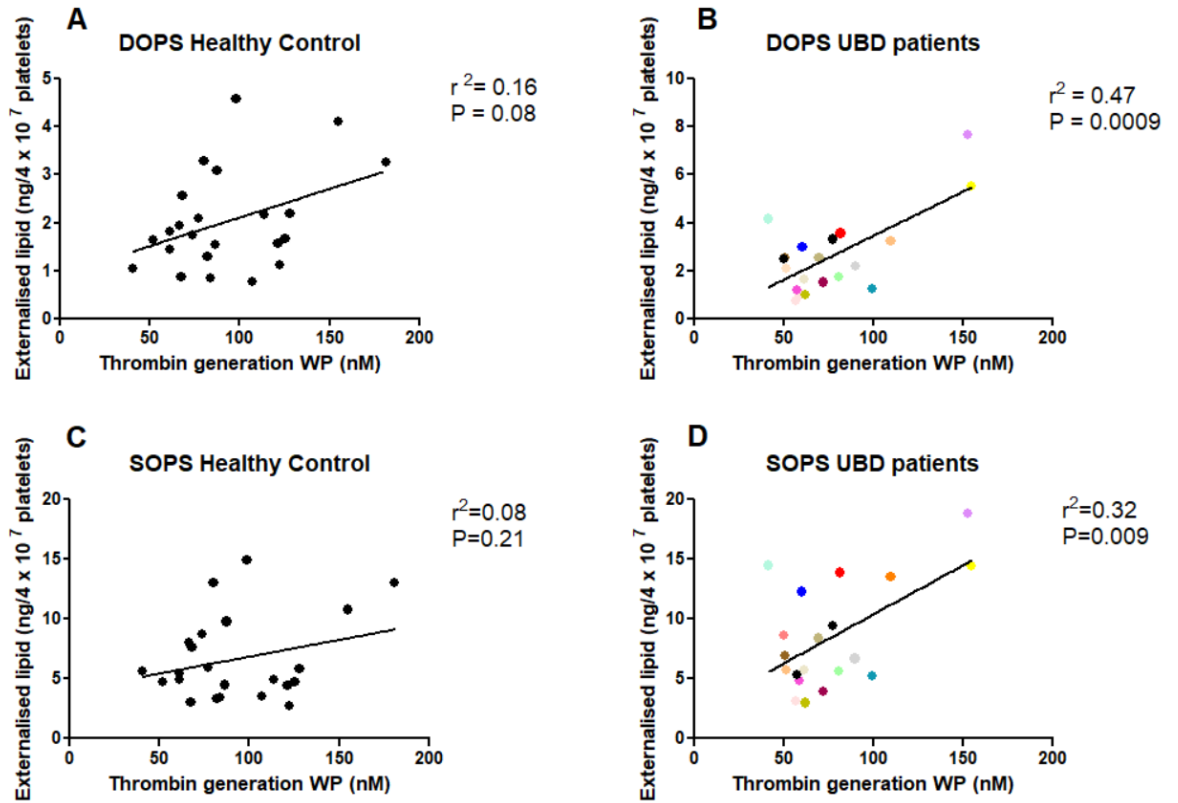 A
DOPS Healthy Control
r ²= 0.16
P = 0.08
Externalised lipid (ng/4 x 10 ⁷ platelets)
5
4
3
2
1
0
0 50 100 150 200
Thrombin generation WP (nM)
B
DOPS UBD patients
r² = 0.47
P = 0.0009
Externalised lipid (ng/4 x 10 ⁷ platelets)
10
8
6
4
2
0
0 50 100 150 200
Thrombin generation WP (nM)
C
SOPS Healthy Control
r²=0.08
P=0.21
Externalised lipid (ng/4 x 10 ⁷ platelets)
20
15
10
5
0
0 50 100 150 200
Thrombin generation WP (nM)
D
SOPS UBD patients
r²=0.32
P=0.009
Externalised lipid (ng/4 x 10 ⁷ platelets)
20
15
10
5
0
0 50 100 150 200
Thrombin generation WP (nM)